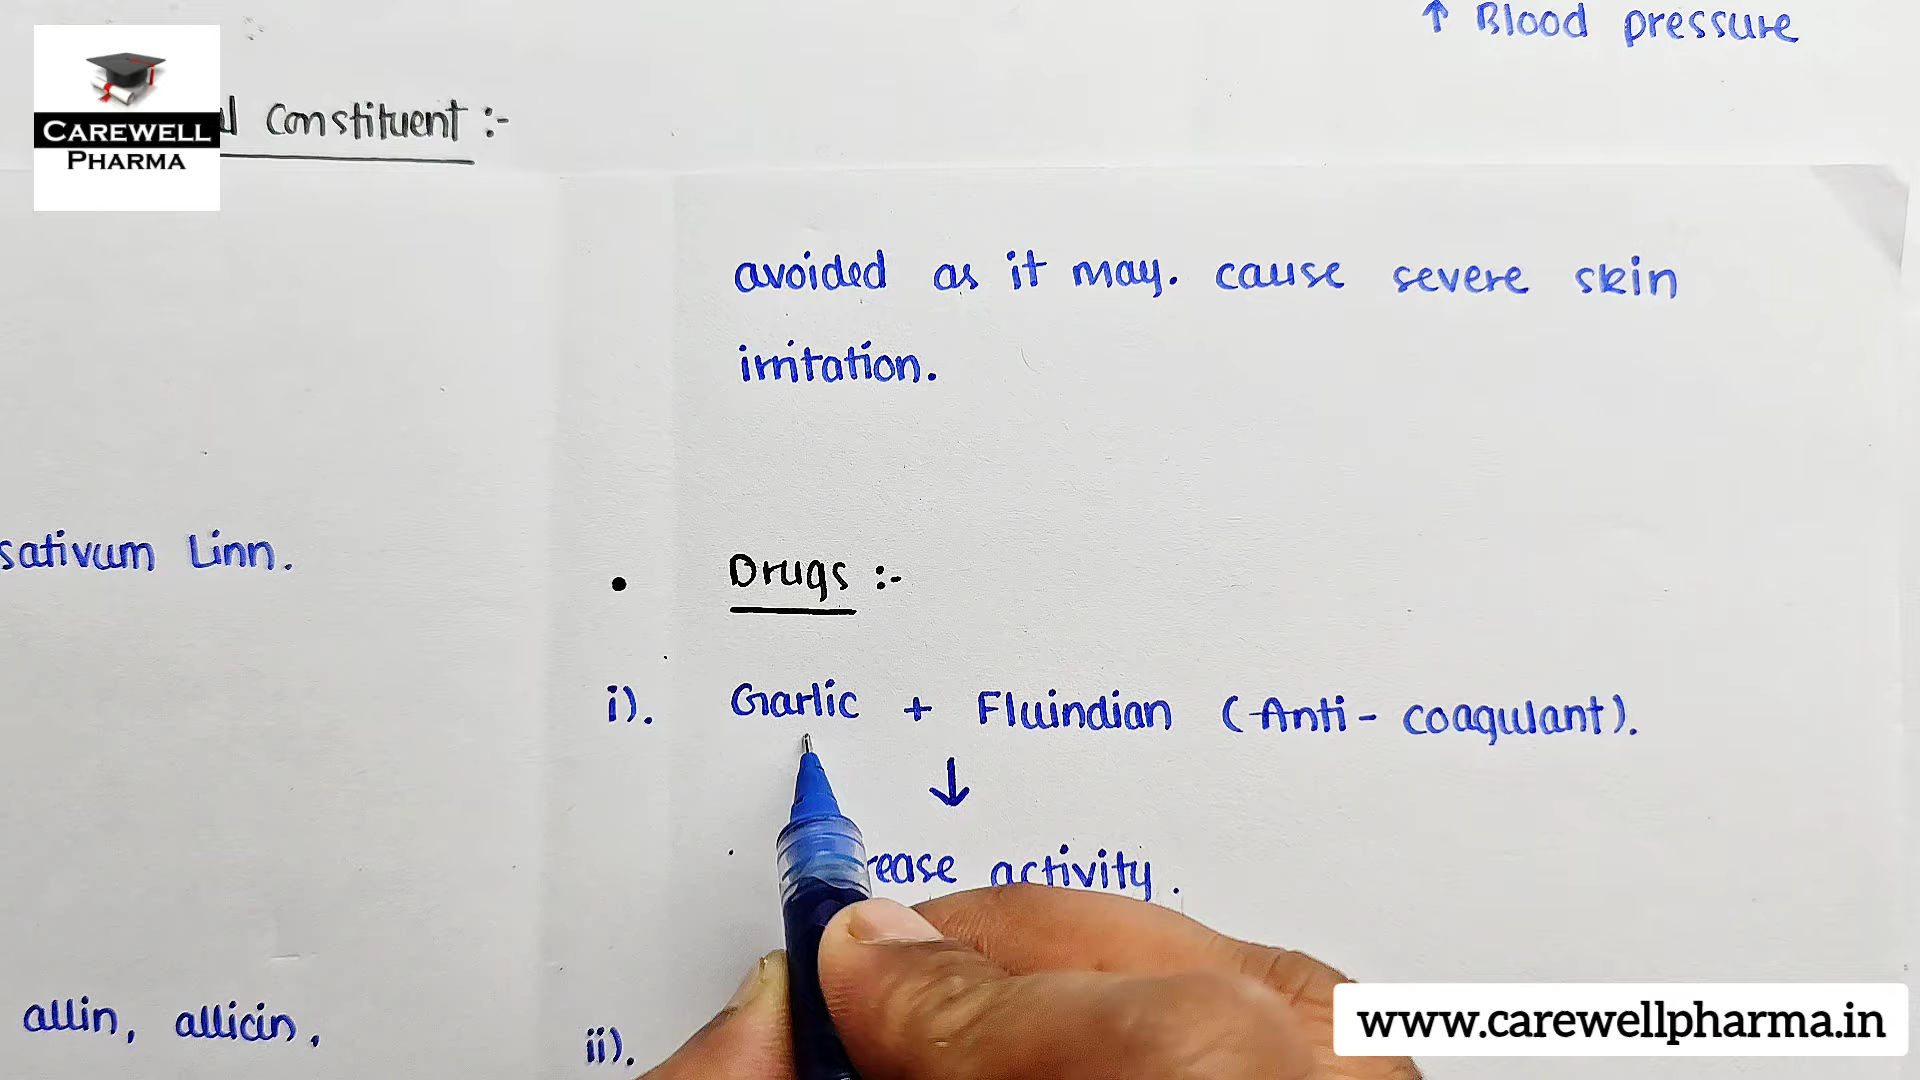 ↑ Blood pressure
CAREWELL
PHARMA
Constituent :-
avoided as it may. cause severe skin
irritation.
sativum Linn.
• Drugs :-
i). Garlic + Fluindian (Anti-coagulant).
↓
activity.
allin, allicin,
ii).
www.carewellpharma.in